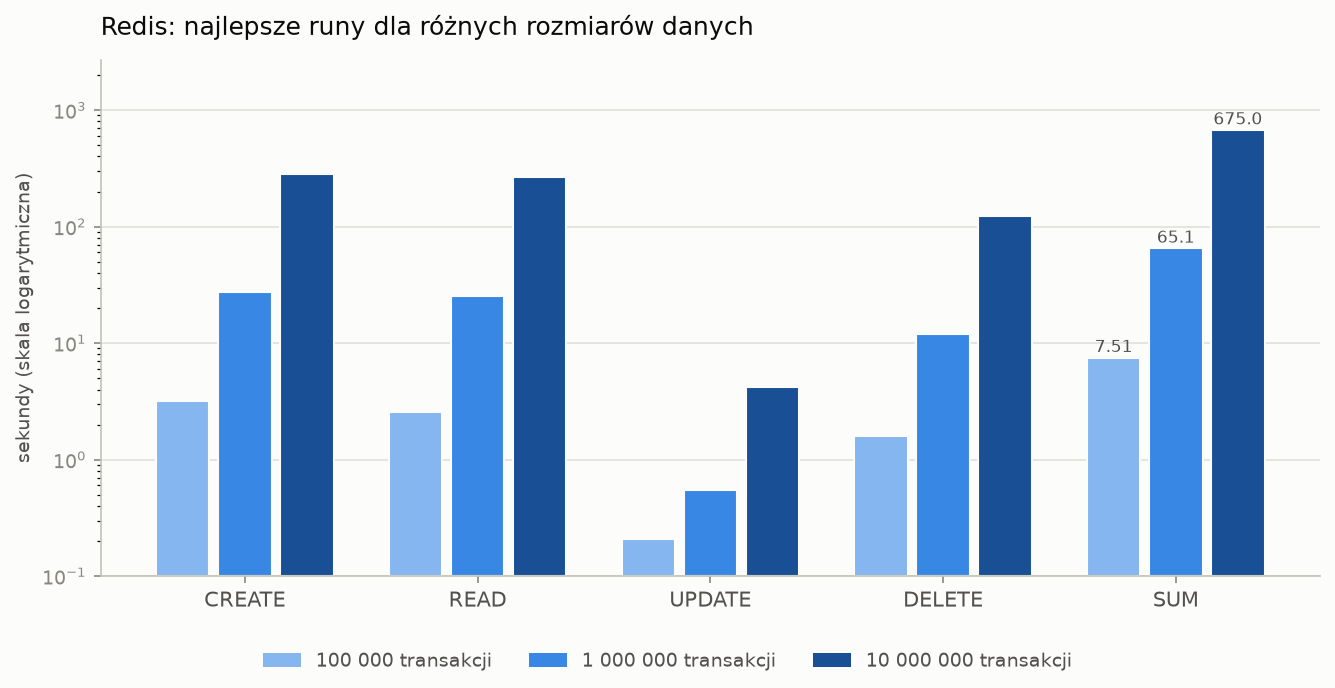 Redis: najlepsze runy dla różnych rozmiarów danych
sekundy (skala logarytmiczna)
10³
10²
10¹
10⁰
10⁻¹
675.0
65.1
7.51
CREATE
READ
UPDATE
DELETE
SUM
100 000 transakcji
1 000 000 transakcji
10 000 000 transakcji